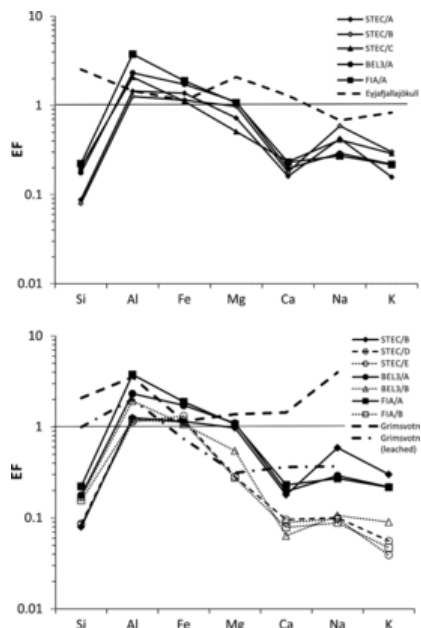 10
1
EF
0.1
0.01
Si Al Fe Mg Ca Na K
STEC/A
STEC/B
STEC/C
BEL3/A
FIA/A
Eyjafjallajökull
10
1
EF
0.1
0.01
Si Al Fe Mg Ca Na K
STEC/B
STEC/D
STEC/E
BEL3/A
BEL3/B
FIA/A
FIA/B
Grimsvotn
Grimsvotn
(leached)